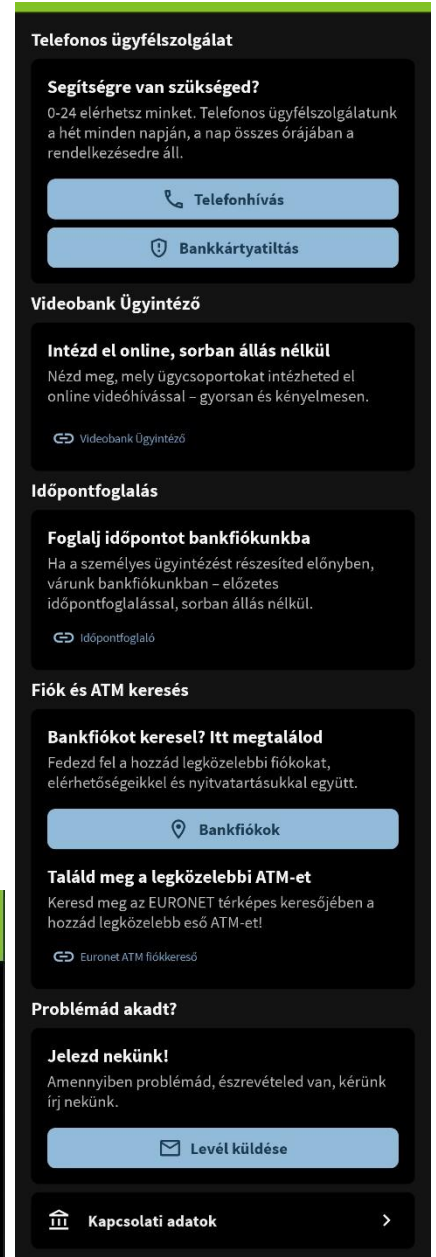 Telefonos ügyfélszolgálat
Segítségre van szükséged?
0-24 elérhetsz minket. Telefonos ügyfélszolgálatunk
a hét minden napján, a nap összes órájában a
rendelkezésedre áll.
Telefonhívás
Bankkártyatiltás
Videobank Ügyintéző
Intézd el online, sorban állás nélkül
Nézd meg, mely ügycsoportokat intézheted el
online videóhívással – gyorsan és kényelmesen.
Videobank Ügyintéző
Időpontfoglalás
Foglalj időpontot bankfiókunkba
Ha a személyes ügyintézést részesíted előnyben,
várunk bankfiókunkban – előzetes
időpontfoglalással, sorban állás nélkül.
Időpontfoglaló
Fiók és ATM keresés
Bankfiókot keresel? Itt megtalálod
Fedezd fel a hozzád legközelebbi fiókokat,
elérhetőségeikkel és nyitvatartásukkal együtt.
Bankfiókok
Találd meg a legközelebbi ATM-et
Keresd meg az EURONET térképes keresőjében a
hozzád legközelebb eső ATM-et!
Euronet ATM fiókkereső
Problémád akadt?
Jelezd nekünk!
Amennyiben problémád, észrevételed van, kérünk
írj nekünk.
Levél küldése
Kapcsolati adatok